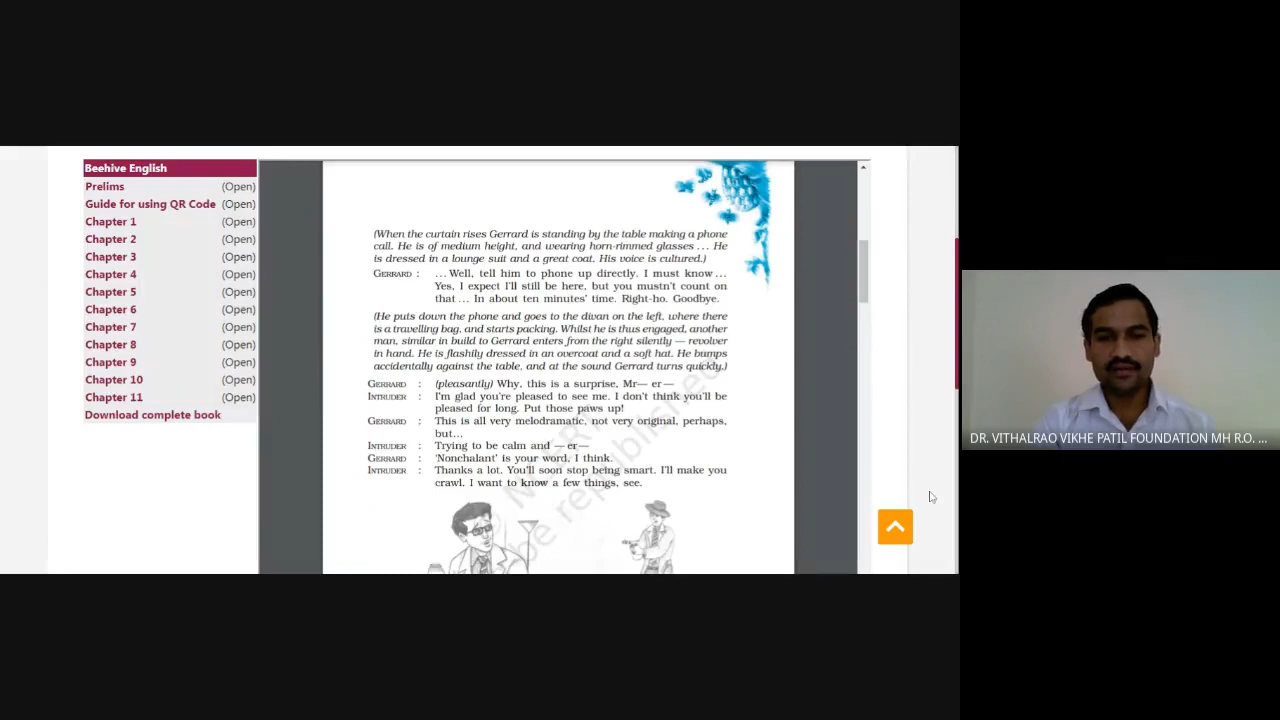 Beehive English
Prelims (Open)
Guide for using QR Code (Open)
Chapter 1 (Open)
Chapter 2 (Open)
Chapter 3 (Open)
Chapter 4 (Open)
Chapter 5 (Open)
Chapter 6 (Open)
Chapter 7 (Open)
Chapter 8 (Open)
Chapter 9 (Open)
Chapter 10 (Open)
Chapter 11 (Open)
Download complete book
(When the curtain rises Gerrard is standing by the table making a phone
call. He is of medium height, and wearing horn-rimmed glasses ... He
is dressed in a lounge suit and a great coat. His voice is cultured.)
GERRARD : ... Well, tell him to phone up directly. I must know ...
Yes, I expect I'll still be here, but you mustn't count on
that ... In about ten minutes' time. Right-ho. Goodbye.
(He puts down the phone and goes to the divan on the left, where there
is a travelling bag, and starts packing. Whilst he is thus engaged, another
man, similar in build to Gerrard enters from the right silently — revolver
in hand. He is flashily dressed in an overcoat and a soft hat. He bumps
accidentally against the table, and at the sound Gerrard turns quickly.)
GERRARD : (pleasantly) Why, this is a surprise, Mr— er —
INTRUDER : I'm glad you're pleased to see me. I don't think you'll be
pleased for long. Put those paws up!
GERRARD : This is all very melodramatic, not very original, perhaps,
but...
INTRUDER : Trying to be calm and — er—
GERRARD : 'Nonchalant' is your word, I think.
INTRUDER : Thanks a lot. You'll soon stop being smart. I'll make you
crawl. I want to know a few things, see.
be republished
DR. VITHALRAO VIKHE PATIL FOUNDATION MH R.O. ...